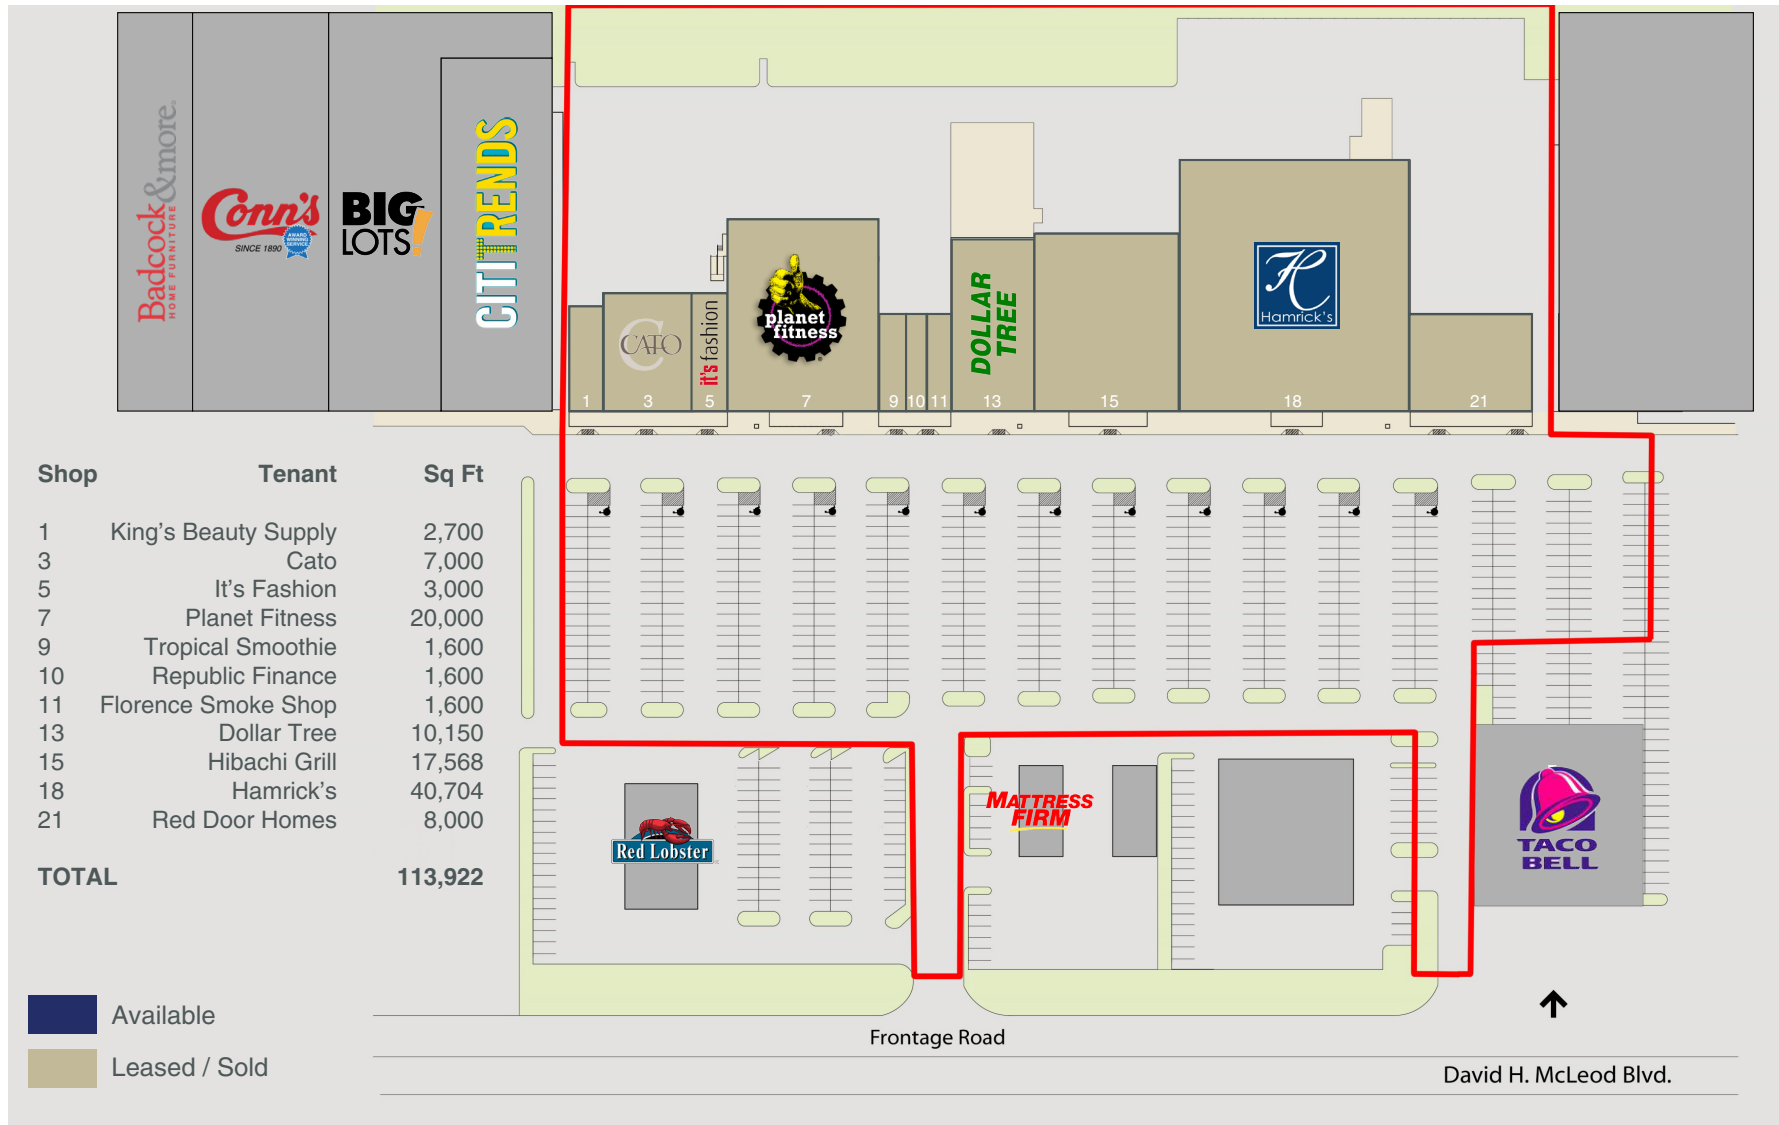 Badcock &more.
HOME FURNITURE
Conn's
SINCE 1890
AWARD WINNING SERVICE
BIG
LOTS!
CITITRENDS
CATO
it's fashion
planet
fitness
DOLLAR
TREE
H
Hamrick's
1
3
5
7
9
10
11
13
15
18
21
Shop Tenant Sq Ft
1 King's Beauty Supply 2,700
3 Cato 7,000
5 It's Fashion 3,000
7 Planet Fitness 20,000
9 Tropical Smoothie 1,600
10 Republic Finance 1,600
11 Florence Smoke Shop 1,600
13 Dollar Tree 10,150
15 Hibachi Grill 17,568
18 Hamrick's 40,704
21 Red Door Homes 8,000
TOTAL 113,922
Red Lobster
MATTRESS
FIRM
TACO
BELL
Available
Leased / Sold
Frontage Road
David H. McLeod Blvd.